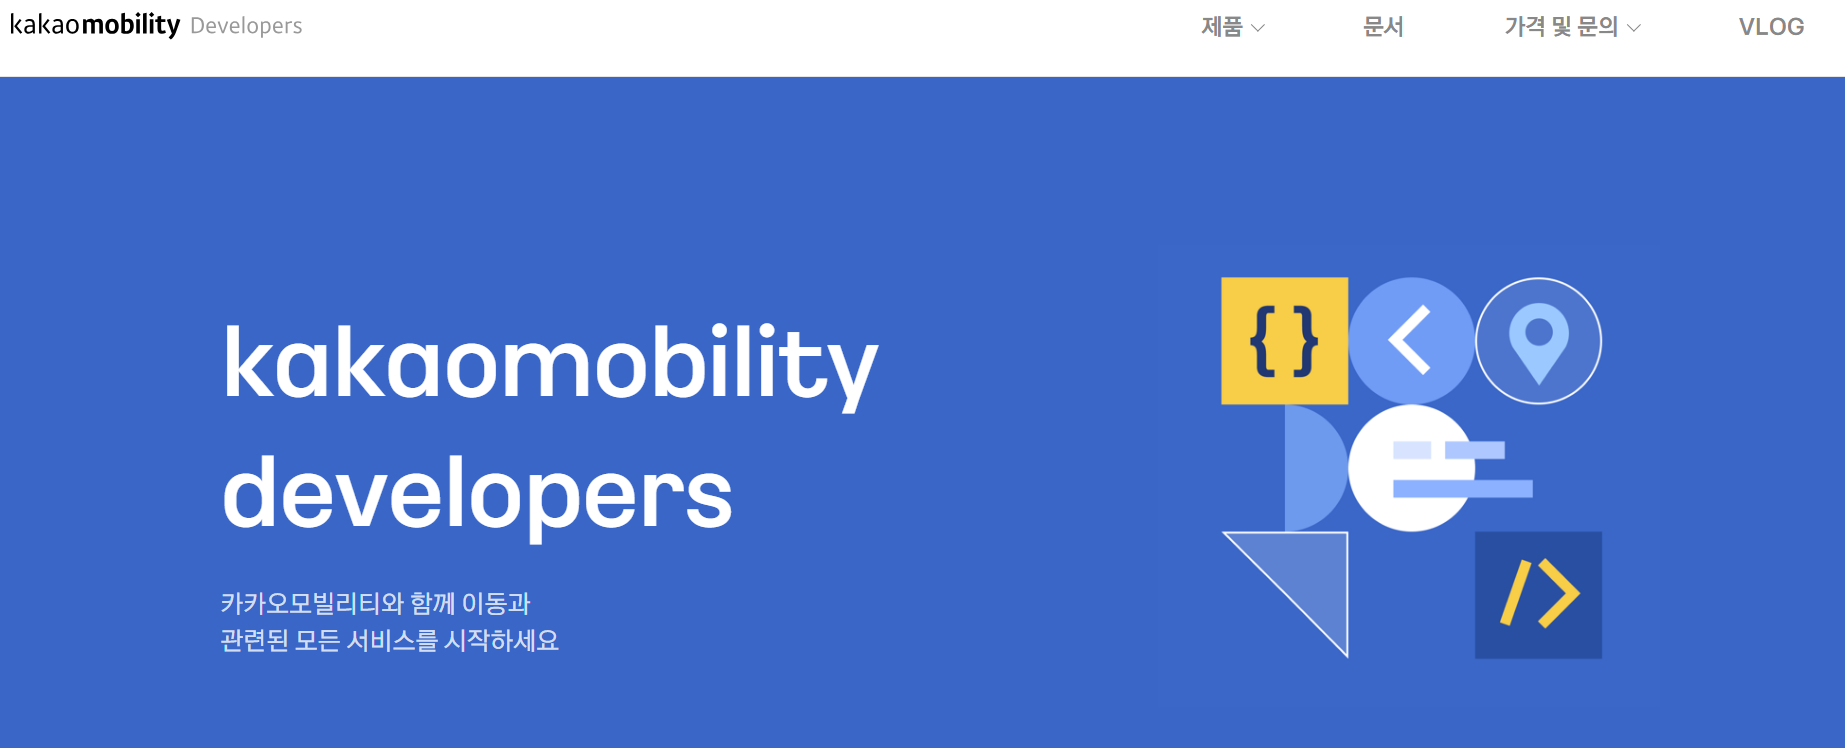 kakaomobility Developers
제품
문서
가격 및 문의
VLOG
kakaomobility
developers
카카오모빌리티와 함께 이동과
관련된 모든 서비스를 시작하세요
{ }
<
/>